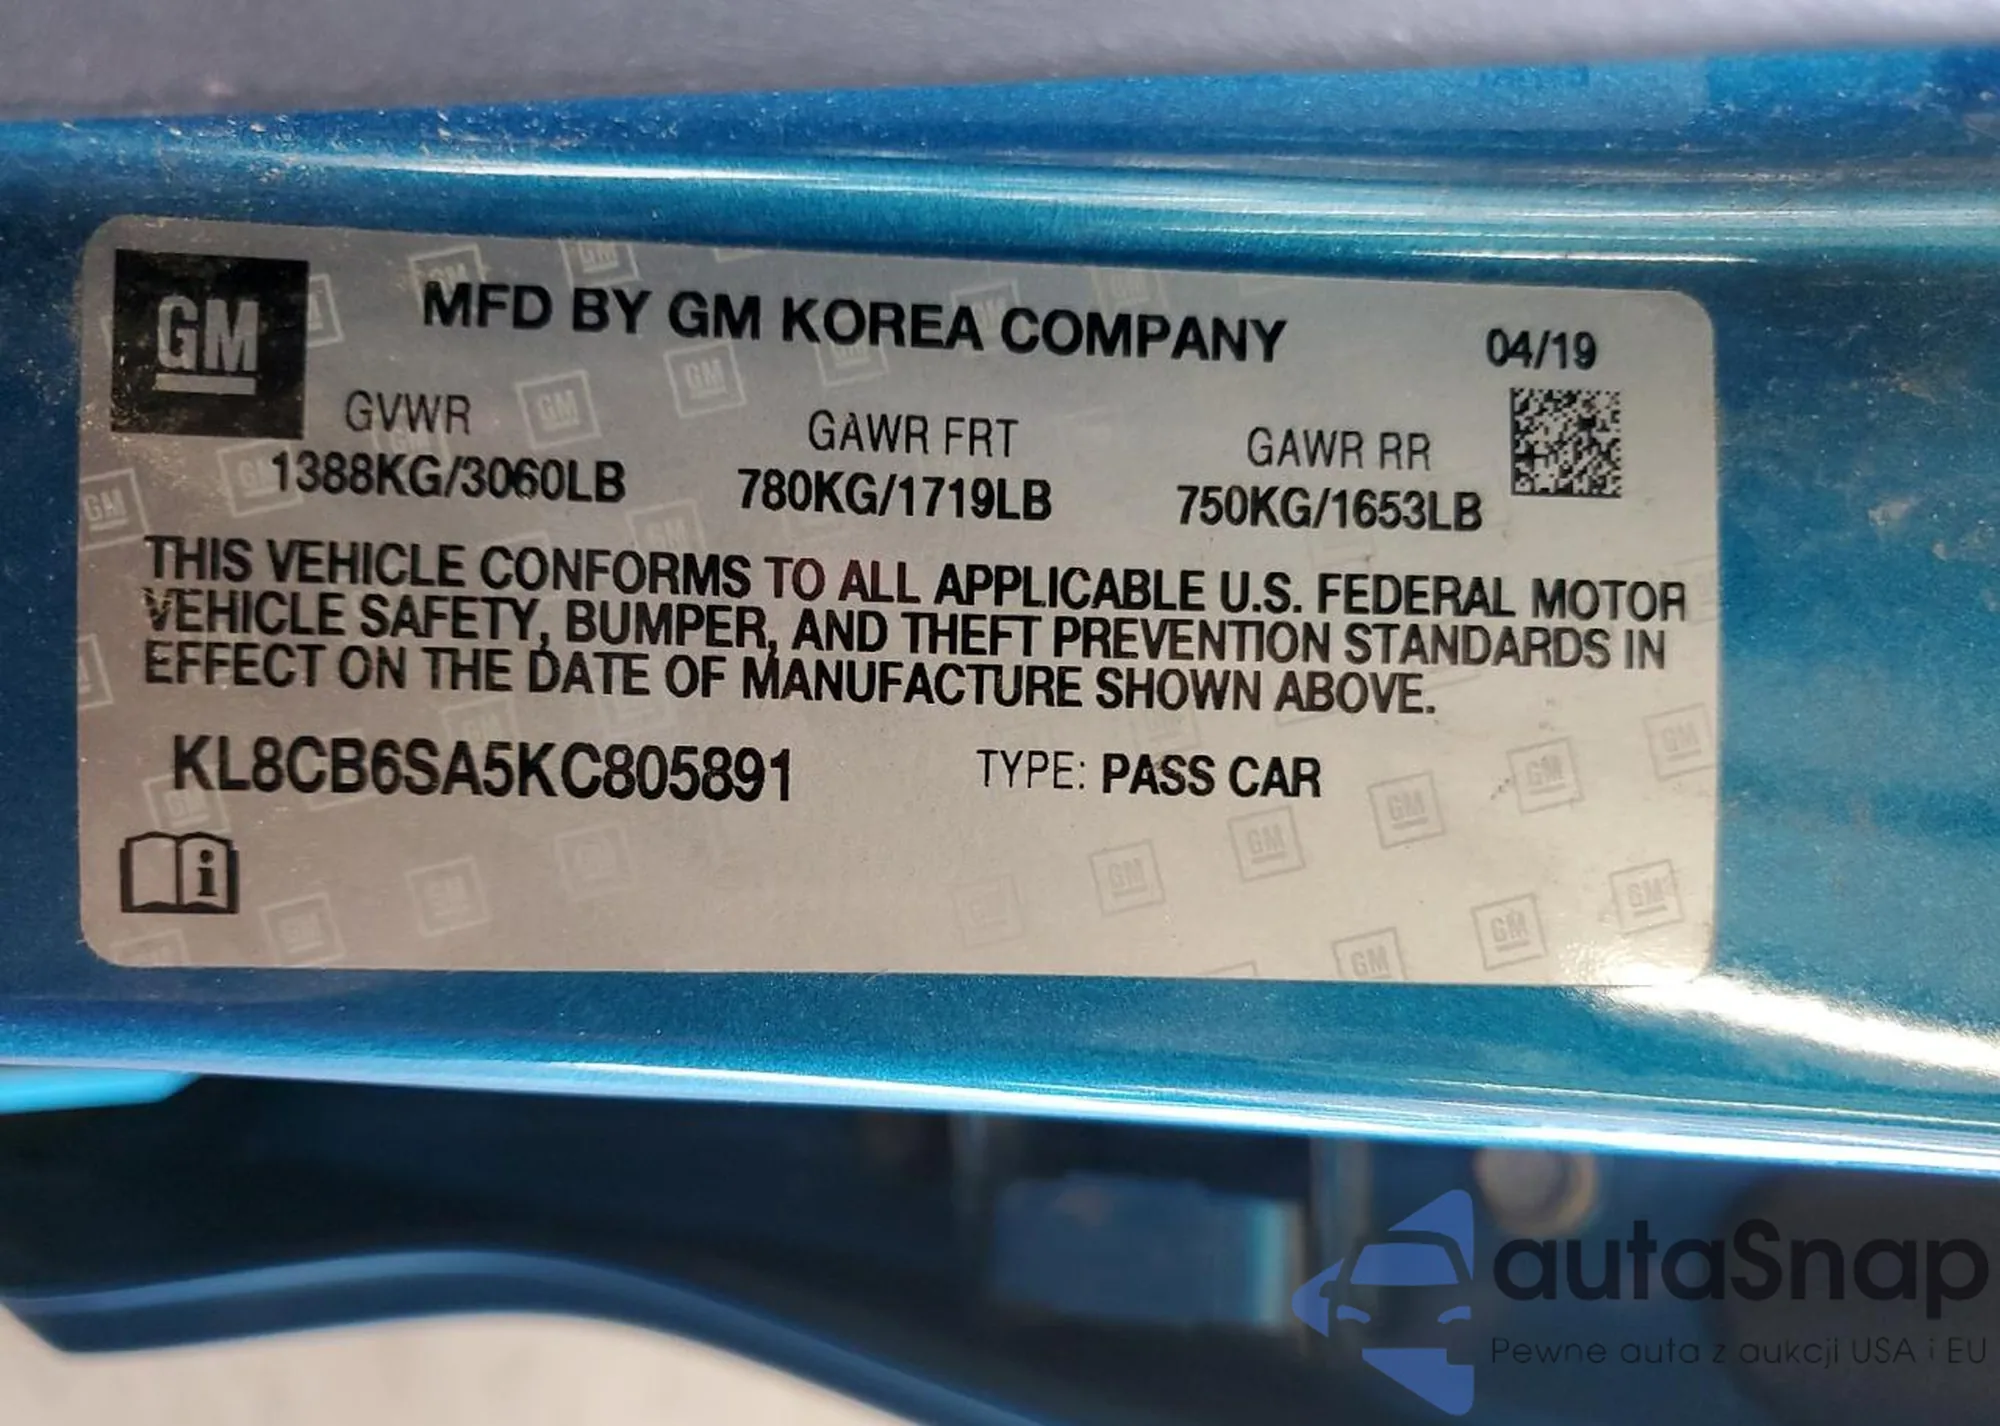 GM
MFD BY GM KOREA COMPANY
04/19
GVWR
1388KG/3060LB
GAWR FRT
780KG/1719LB
GAWR RR
750KG/1653LB
THIS VEHICLE CONFORMS TO ALL APPLICABLE U.S. FEDERAL MOTOR
VEHICLE SAFETY, BUMPER, AND THEFT PREVENTION STANDARDS IN
EFFECT ON THE DATE OF MANUFACTURE SHOWN ABOVE.
KL8CB6SA5KC805891
TYPE: PASS CAR
autaSnap
Pewne auta z aukcji USA i EU